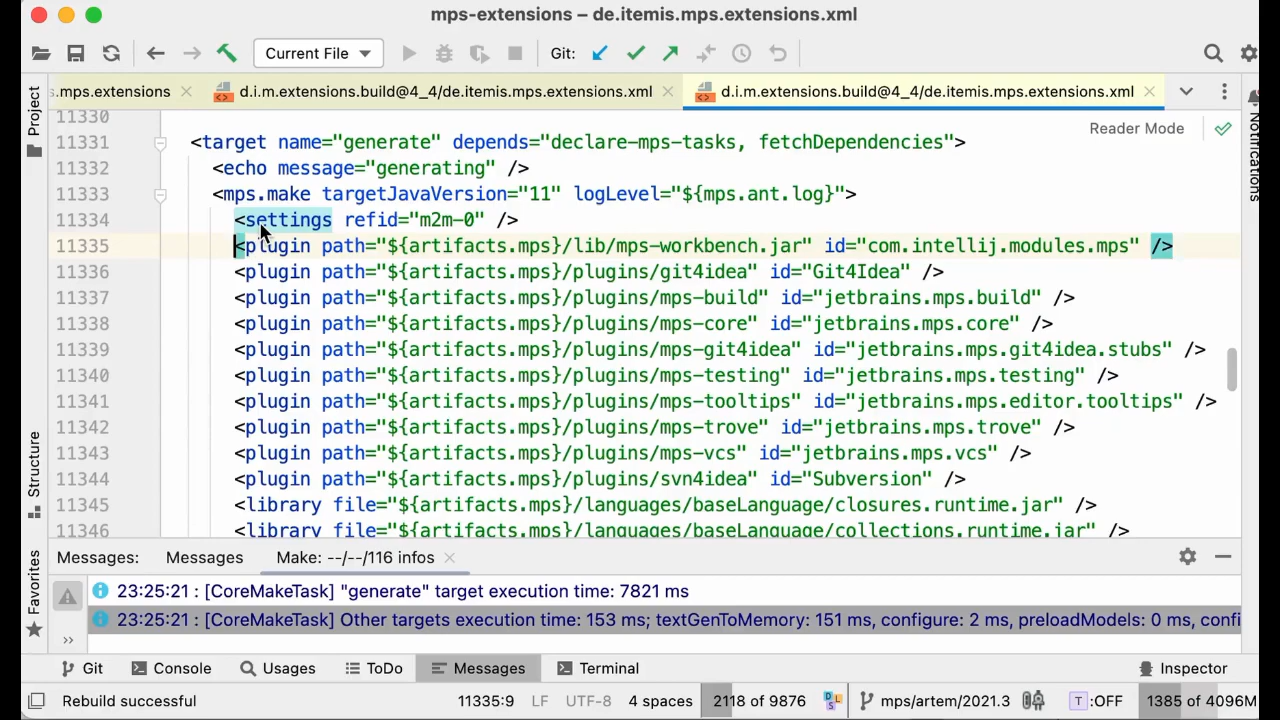 mps-extensions – de.itemis.mps.extensions.xml
Current File
Git:
s.mps.extensions
d.i.m.extensions.build@4_4/de.itemis.mps.extensions.xml
d.i.m.extensions.build@4_4/de.itemis.mps.extensions.xml
Project
Structure
Favorites
Notifications
Reader Mode
11330
11331 <target name="generate" depends="declare-mps-tasks, fetchDependencies">
11332 <echo message="generating" />
11333 <mps.make targetJavaVersion="11" logLevel="${mps.ant.log}">
11334 <settings refid="m2m-0" />
11335 <plugin path="${artifacts.mps}/lib/mps-workbench.jar" id="com.intellij.modules.mps" />
11336 <plugin path="${artifacts.mps}/plugins/git4idea" id="Git4Idea" />
11337 <plugin path="${artifacts.mps}/plugins/mps-build" id="jetbrains.mps.build" />
11338 <plugin path="${artifacts.mps}/plugins/mps-core" id="jetbrains.mps.core" />
11339 <plugin path="${artifacts.mps}/plugins/mps-git4idea" id="jetbrains.mps.git4idea.stubs" />
11340 <plugin path="${artifacts.mps}/plugins/mps-testing" id="jetbrains.mps.testing" />
11341 <plugin path="${artifacts.mps}/plugins/mps-tooltips" id="jetbrains.mps.editor.tooltips" />
11342 <plugin path="${artifacts.mps}/plugins/mps-trove" id="jetbrains.mps.trove" />
11343 <plugin path="${artifacts.mps}/plugins/mps-vcs" id="jetbrains.mps.vcs" />
11344 <plugin path="${artifacts.mps}/plugins/svn4idea" id="Subversion" />
11345 <library file="${artifacts.mps}/languages/baseLanguage/closures.runtime.jar" />
11346 <library file="${artifacts.mps}/languages/baseLanguage/collections.runtime.jar" />
Messages: Messages Make: --/--/116 infos
23:25:21 : [CoreMakeTask] "generate" target execution time: 7821 ms
23:25:21 : [CoreMakeTask] Other targets execution time: 153 ms; textGenToMemory: 151 ms, configure: 2 ms, preloadModels: 0 ms, confi
Git Console Usages ToDo Messages Terminal Inspector
Rebuild successful 11335:9 LF UTF-8 4 spaces 2118 of 9876 mps/artem/2021.3 T :OFF 1385 of 4096M